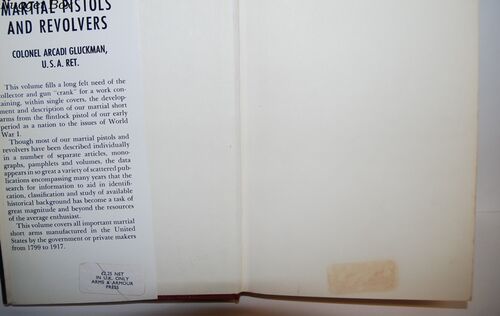 MARTIAL PISTOLS
AND REVOLVERS
COLONEL ARCADI GLUCKMAN,
U.S.A. RET.
This volume fills a long felt need of the
collector and gun "crank" for a work con-
taining, within single covers, the develop-
ment and description of our martial short
arms from the flintlock pistol of our early
period as a nation to the issues of World
War I.
Though most of our martial pistols and
revolvers have been described individually
in a number of separate articles, mono-
graphs, pamphlets and volumes, the data
appears in so great a variety of scattered pub-
lications encompassing many years that the
search for information to aid in identifi-
cation, classification and study of available
historical background has become a task of
great magnitude and beyond the resources
of the average enthusiast.
This volume covers all important martial
short arms manufactured in the United
States by the government or private makers
from 1799 to 1917.
£2.25 NET
IN U.K. ONLY
ARMS & ARMOUR
PRESS